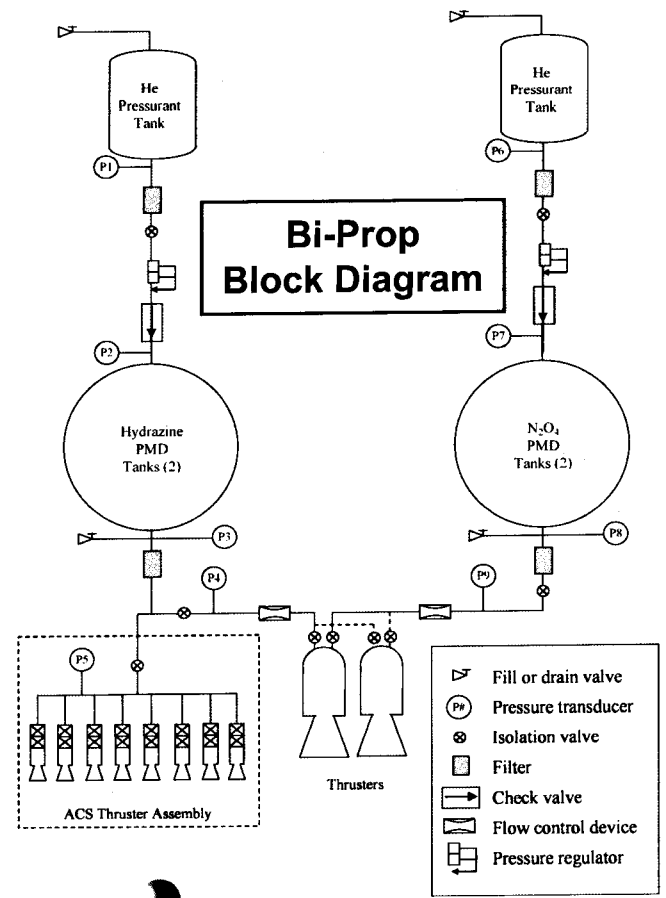 He
Pressurant
Tank
He
Pressurant
Tank
P1
P6
Bi-Prop
Block Diagram
P2
P7
Hydrazine
PMD
Tanks (2)
N₂O₄
PMD
Tanks (2)
P3
P8
P4
P9
P5
ACS Thruster Assembly
Thrusters
Fill or drain valve
P# Pressure transducer
Isolation valve
Filter
Check valve
Flow control device
Pressure regulator